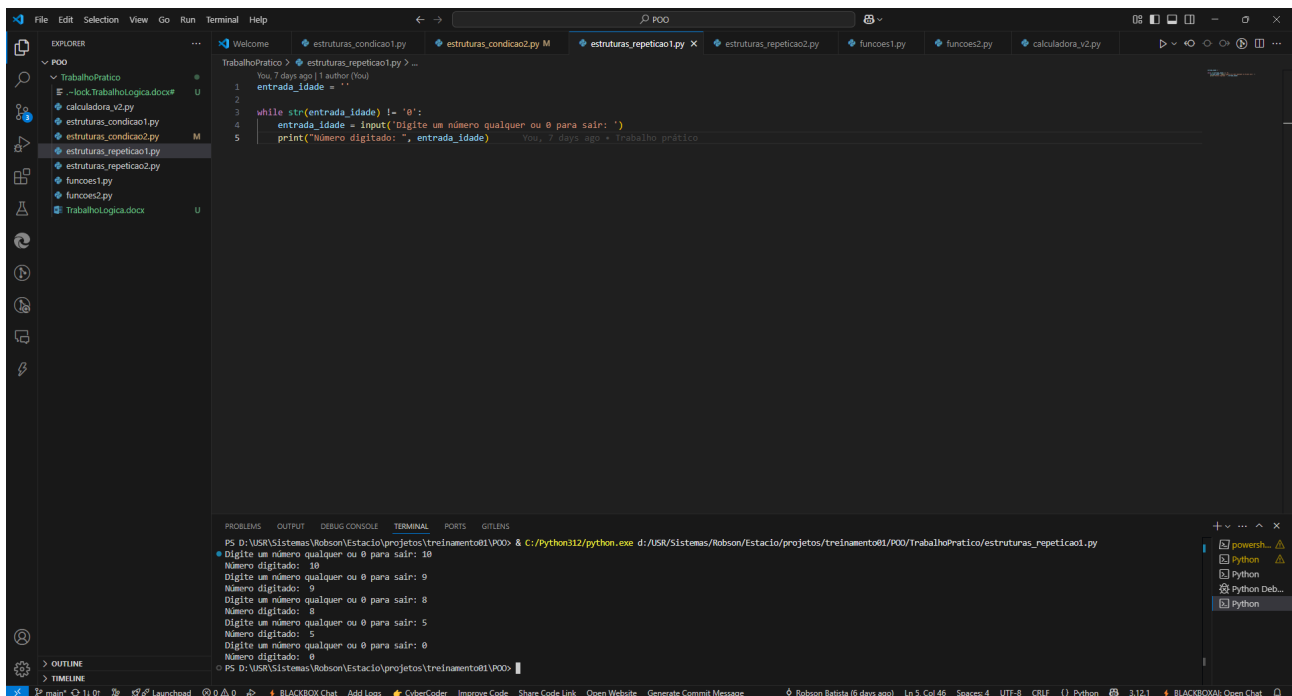 File Edit Selection View Go Run Terminal Help
POO
EXPLORER
POO
TrabalhoPratico
.~lock.TrabalhoLogica.docx# U
calculadora_v2.py
estruturas_condicao1.py
estruturas_condicao2.py M
estruturas_repeticao1.py
estruturas_repeticao2.py
funcoes1.py
funcoes2.py
TrabalhoLogica.docx U
OUTLINE
TIMELINE
Welcome estruturas_condicao1.py estruturas_condicao2.py M estruturas_repeticao1.py estruturas_repeticao2.py funcoes1.py funcoes2.py calculadora_v2.py
TrabalhoPratico > estruturas_repeticao1.py > ...
You, 7 days ago | 1 author (You)
1 entrada_idade = ''
2
3 while str(entrada_idade) != '0':
4 entrada_idade = input('Digite um número qualquer ou 0 para sair: ')
5 print("Número digitado: ", entrada_idade) You, 7 days ago • Trabalho prático
PROBLEMS OUTPUT DEBUG CONSOLE TERMINAL PORTS GITLENS
PS D:\USR\Sistemas\Robson\Estacio\projetos\treinamento01\POO> & C:/Python312/python.exe d:/USR/Sistemas/Robson/Estacio/projetos/treinamento01/POO/TrabalhoPratico/estruturas_repeticao1.py
Digite um número qualquer ou 0 para sair: 10
Número digitado: 10
Digite um número qualquer ou 0 para sair: 9
Número digitado: 9
Digite um número qualquer ou 0 para sair: 8
Número digitado: 8
Digite um número qualquer ou 0 para sair: 5
Número digitado: 5
Digite um número qualquer ou 0 para sair: 0
Número digitado: 0
PS D:\USR\Sistemas\Robson\Estacio\projetos\treinamento01\POO>
powersh...
Python
Python
Python Deb...
Python
main* 1↓ 0↑ Launchpad 0 0 0 BLACKBOX Chat Add Logs CyberCoder Improve Code Share Code Link Open Website Generate Commit Message Robson Batista (6 days ago) Ln 5, Col 46 Spaces: 4 UTF-8 CRLF {} Python 3.12.1 BLACKBOXAI: Open Chat